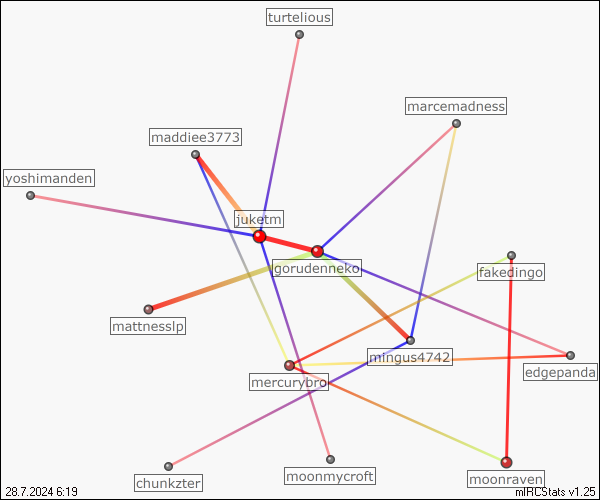 turtelious
marcemadness
maddiee3773
yoshimanden
juketm
gorudenneko
fakedingo
mattnesslp
mingus4742
edgepanda
mercurybro
chunkzter
moonmycroft
moonraven
28.7.2024 6:19
mIRCStats v1.25